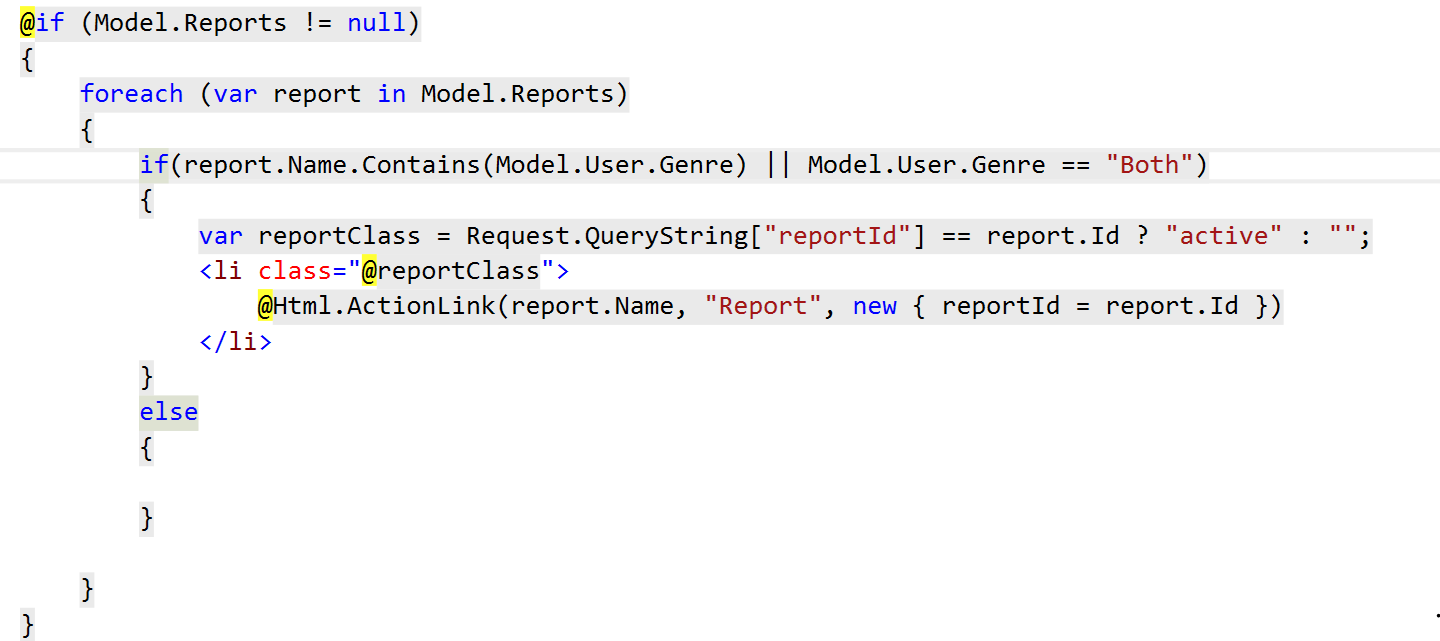 @if (Model.Reports != null)
{
    foreach (var report in Model.Reports)
    {
        if(report.Name.Contains(Model.User.Genre) || Model.User.Genre == "Both")
        {
            var reportClass = Request.QueryString["reportId"] == report.Id ? "active" : "";
            <li class="@reportClass">
                @Html.ActionLink(report.Name, "Report", new { reportId = report.Id })
            </li>
        }
        else
        {

        }

    }
}